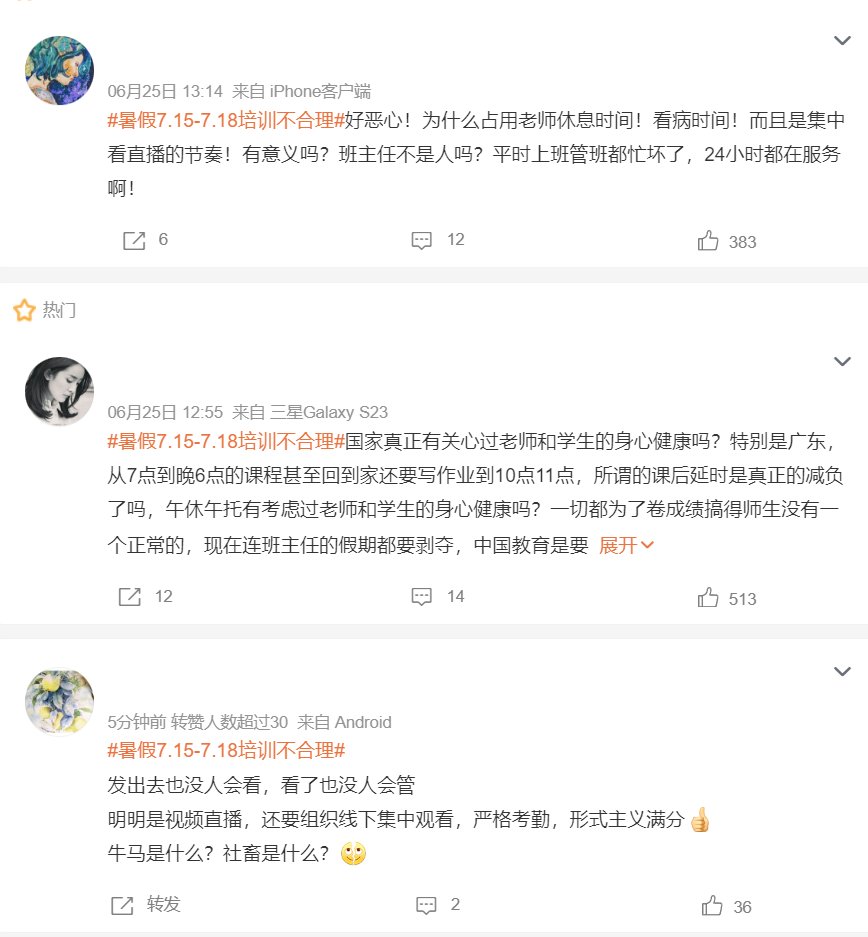 06月25日 13:14 来自 iPhone客户端
#暑假7.15-7.18培训不合理#好恶心！为什么占用老师休息时间！看病时间！而且是集中
看直播的节奏！有意义吗？班主任不是人吗？平时上班管班都忙坏了，24小时都在服务
啊！
6 12 383
热门
06月25日 12:55 来自 三星Galaxy S23
#暑假7.15-7.18培训不合理#国家真正有关心过老师和学生的身心健康吗？特别是广东，
从7点到晚6点的课程甚至回到家还要写作业到10点11点，所谓的课后延时是真正的减负
了吗，午休午托有考虑过老师和学生的身心健康吗？一切都为了卷成绩搞得师生没有一
个正常的，现在连班主任的假期都要剥夺，中国教育是要 展开
12 14 513
5分钟前 转赞人数超过30 来自 Android
#暑假7.15-7.18培训不合理#
发出去也没人会看，看了也没人会管
明明是视频直播，还要组织线下集中观看，严格考勤，形式主义满分👍
牛马是什么？社畜是什么？
转发 2 36